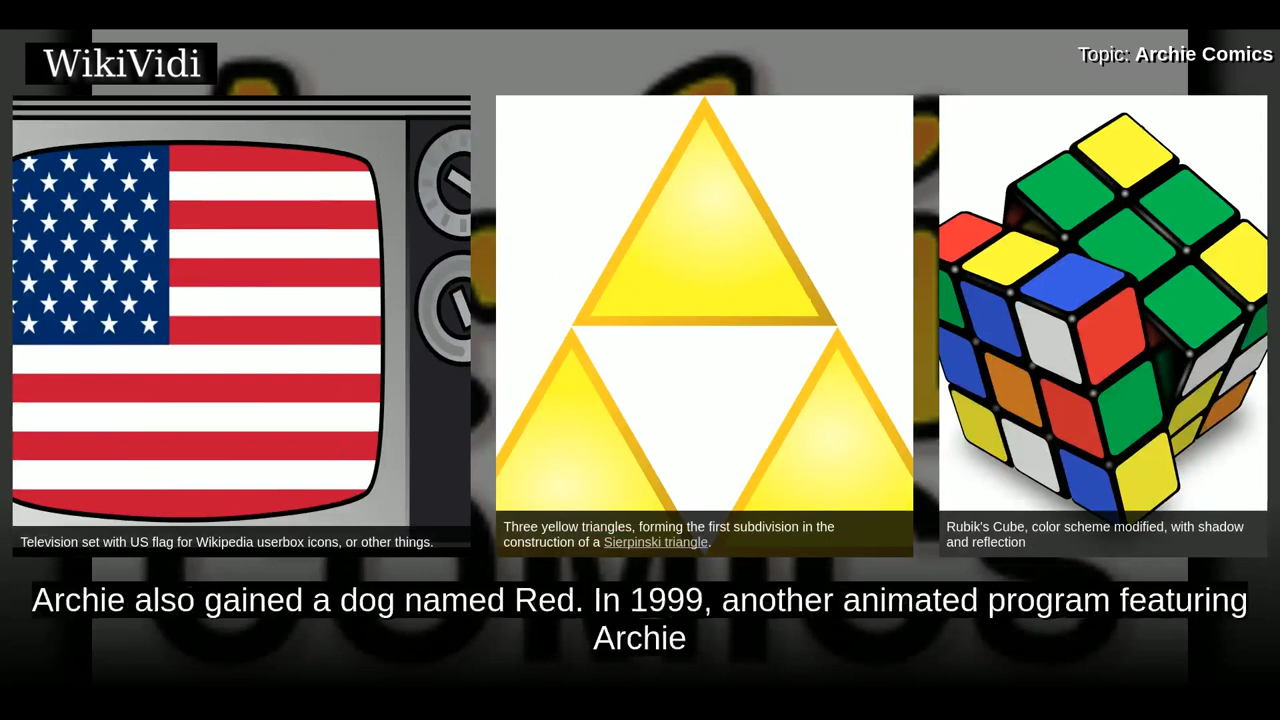 WikiVidi
Topic: Archie Comics
Television set with US flag for Wikipedia userbox icons, or other things.
Three yellow triangles, forming the first subdivision in the
construction of a Sierpinski triangle.
Rubik's Cube, color scheme modified, with shadow
and reflection
Archie also gained a dog named Red. In 1999, another animated program featuring
Archie